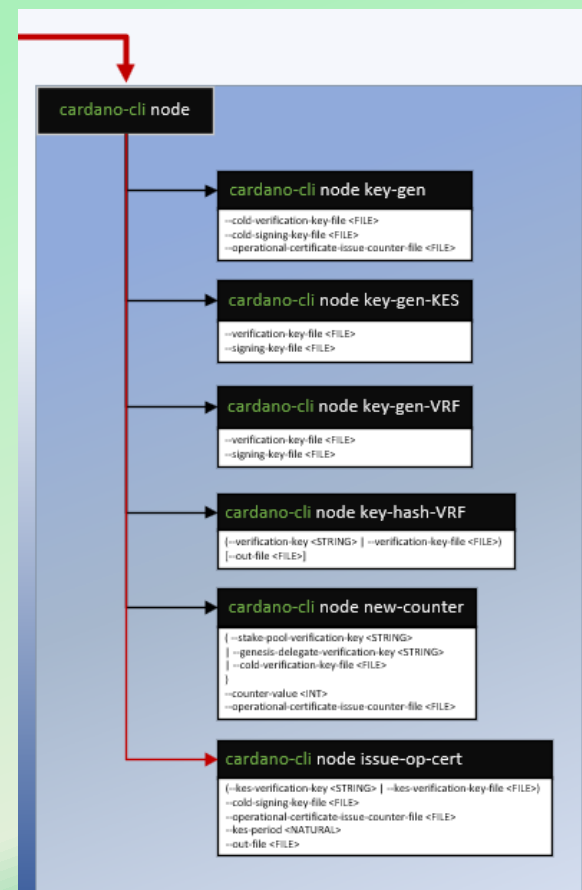 cardano-cli node
cardano-cli node key-gen
--cold-verification-key-file <FILE>
--cold-signing-key-file <FILE>
--operational-certificate-issue-counter-file <FILE>
cardano-cli node key-gen-KES
--verification-key-file <FILE>
--signing-key-file <FILE>
cardano-cli node key-gen-VRF
--verification-key-file <FILE>
--signing-key-file <FILE>
cardano-cli node key-hash-VRF
(--verification-key <STRING> | --verification-key-file <FILE>)
[--out-file <FILE>]
cardano-cli node new-counter
( --stake-pool-verification-key <STRING>
| --genesis-delegate-verification-key <STRING>
| --cold-verification-key-file <FILE>
)
--counter-value <INT>
--operational-certificate-issue-counter-file <FILE>
cardano-cli node issue-op-cert
(--kes-verification-key <STRING> | --kes-verification-key-file <FILE>)
--cold-signing-key-file <FILE>
--operational-certificate-issue-counter-file <FILE>
--kes-period <NATURAL>
--out-file <FILE>